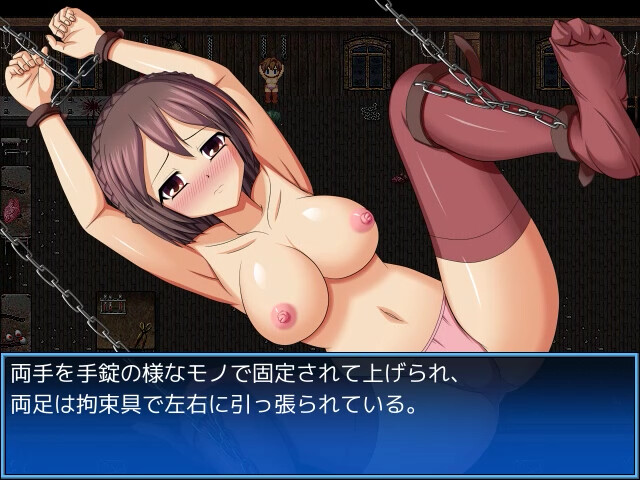 両手を手錠の様なモノで固定されて上げられ、
両足は拘束具で左右に引っ張られている。